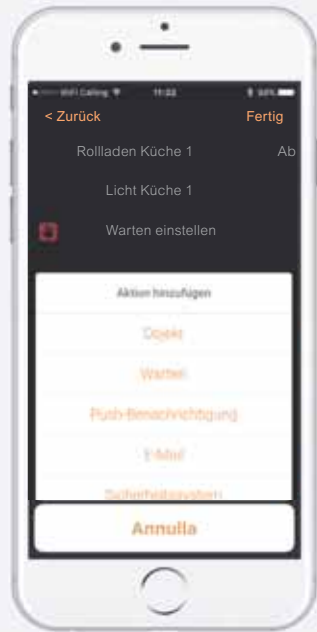 WiFi Calling 11:22
< Zurück Fertig
Rollladen Küche 1 Ab
Licht Küche 1
Warten einstellen
Aktion hinzufügen
Objekt
Warten
Push-Benachrichtigung
E-Mail
Annulla